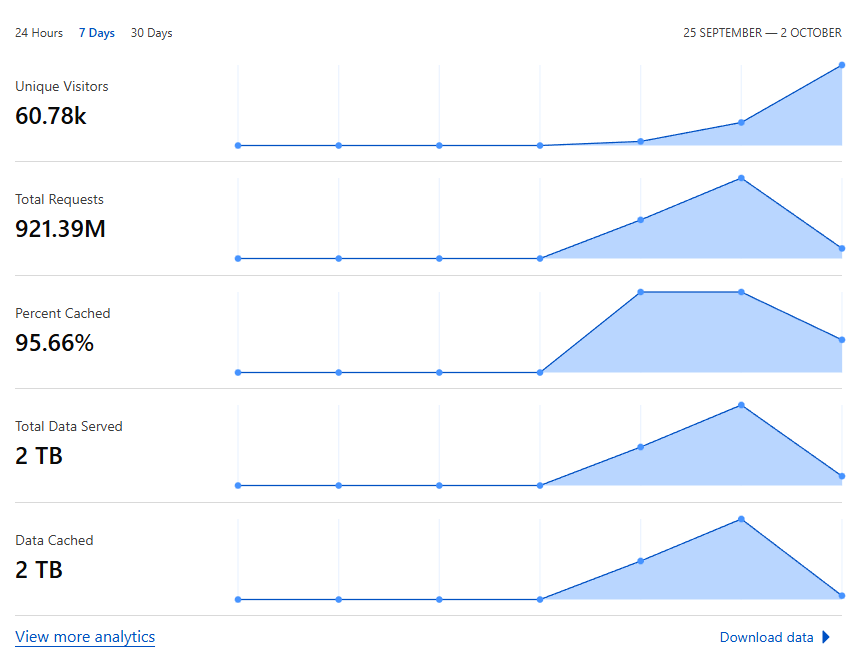 24 Hours 7 Days 30 Days 25 SEPTEMBER — 2 OCTOBER
Unique Visitors
60.78k
Total Requests
921.39M
Percent Cached
95.66%
Total Data Served
2 TB
Data Cached
2 TB
View more analytics Download data